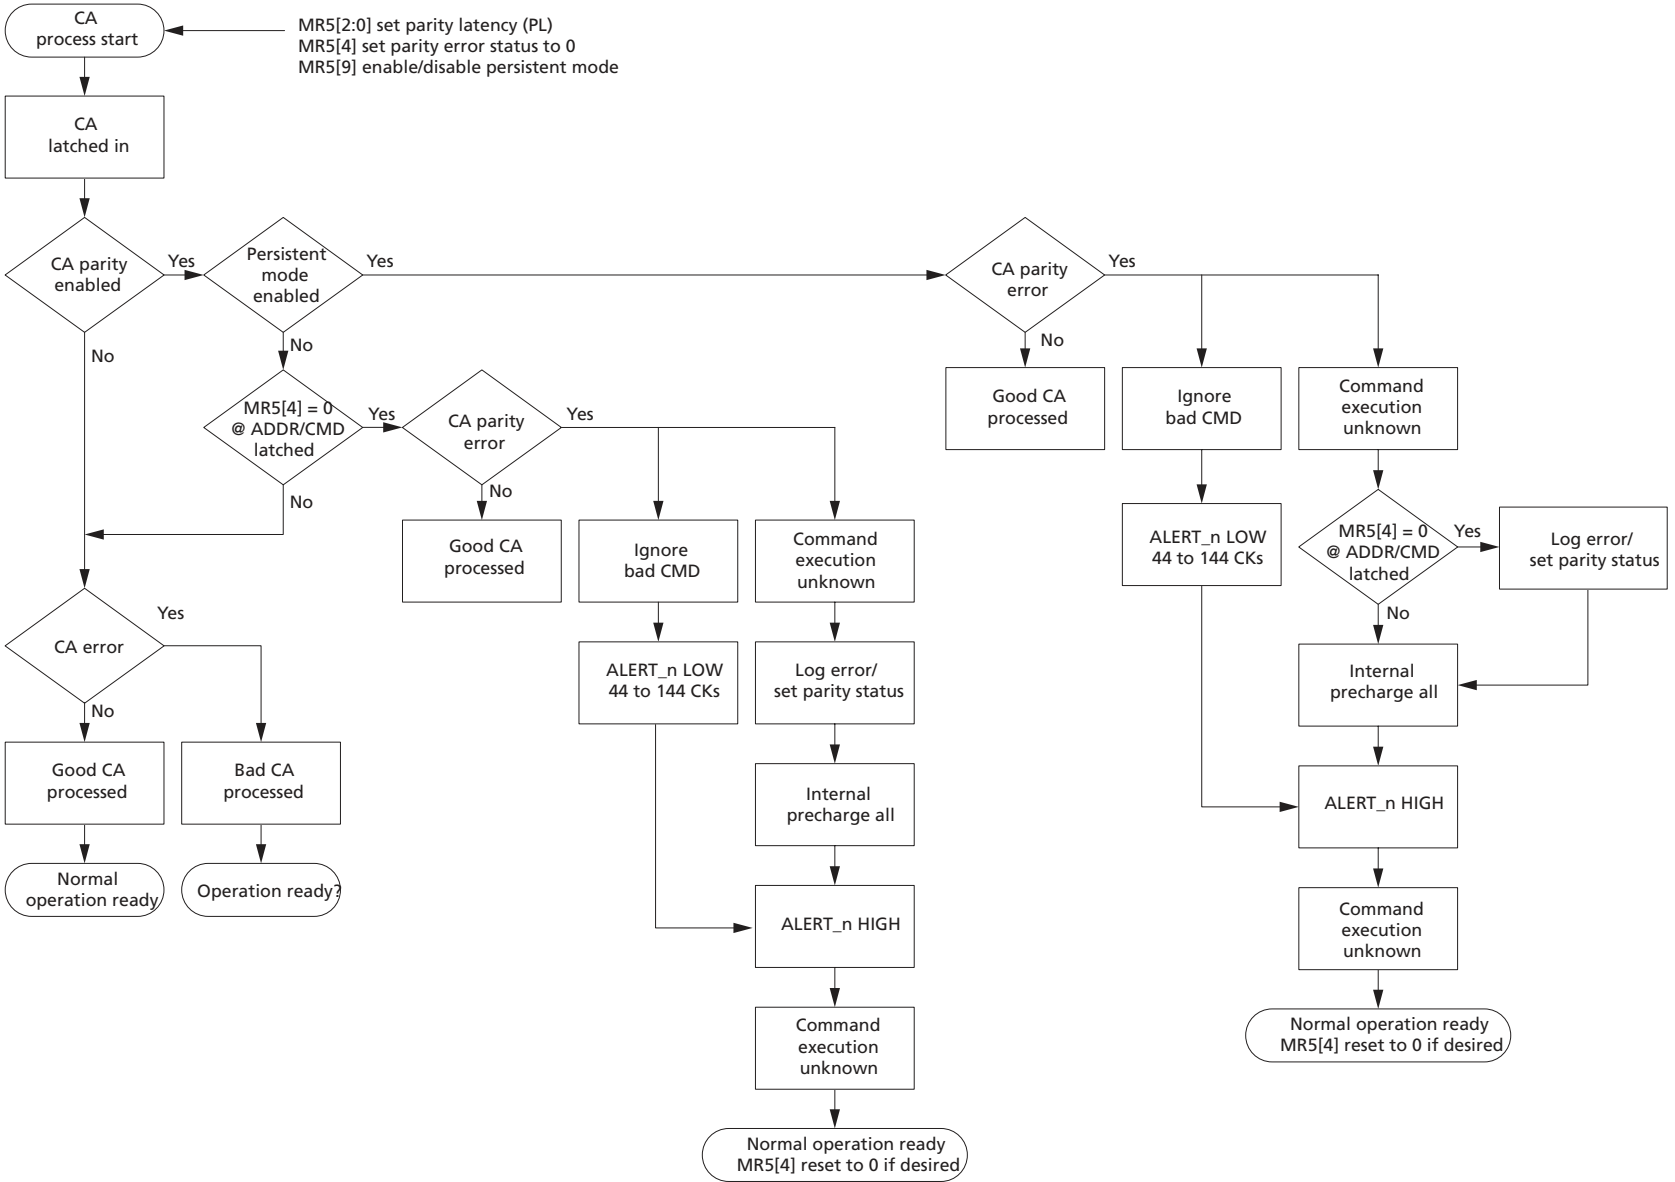 CA
process start
MR5[2:0] set parity latency (PL)
MR5[4] set parity error status to 0
MR5[9] enable/disable persistent mode
CA
latched in
CA parity
enabled
Yes
No
Persistent
mode
enabled
Yes
No
CA parity
error
Yes
No
MR5[4] = 0
@ ADDR/CMD
latched
Yes
No
CA parity
error
Yes
No
Good CA
processed
Ignore
bad CMD
Command
execution
unknown
ALERT_n LOW
44 to 144 CKs
MR5[4] = 0
@ ADDR/CMD
latched
Yes
No
Log error/
set parity status
Good CA
processed
Ignore
bad CMD
Command
execution
unknown
CA error
Yes
No
ALERT_n LOW
44 to 144 CKs
Log error/
set parity status
Internal
precharge all
Good CA
processed
Bad CA
processed
Internal
precharge all
ALERT_n HIGH
Normal
operation ready
Operation ready?
ALERT_n HIGH
Command
execution
unknown
Command
execution
unknown
Normal operation ready
MR5[4] reset to 0 if desired
Normal operation ready
MR5[4] reset to 0 if desired